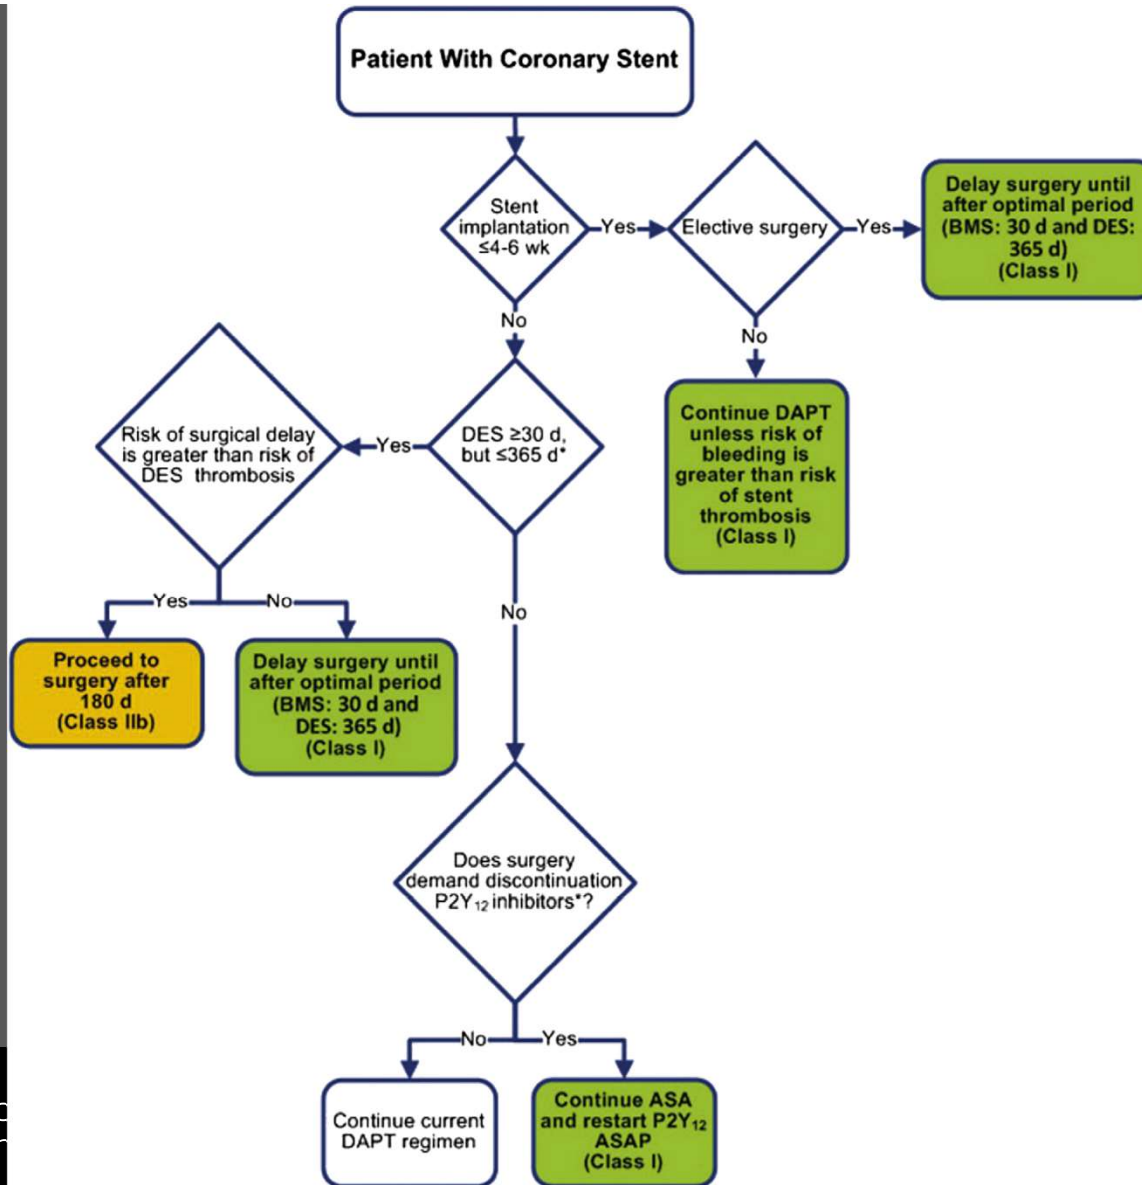 Patient With Coronary Stent
Stent
implantation
≤4-6 wk
Yes
Elective surgery
Yes
Delay surgery until
after optimal period
(BMS: 30 d and DES:
365 d)
(Class I)
No
No
Continue DAPT
unless risk of
bleeding is
greater than risk
of stent
thrombosis
(Class I)
DES ≥30 d,
but ≤365 d*
Yes
Risk of surgical delay
is greater than risk of
DES thrombosis
Yes
No
Proceed to
surgery after
180 d
(Class IIb)
Delay surgery until
after optimal period
(BMS: 30 d and
DES: 365 d)
(Class I)
No
Does surgery
demand discontinuation
P2Y₁₂ inhibitors*?
No
Yes
Continue current
DAPT regimen
Continue ASA
and restart P2Y₁₂
ASAP
(Class I)